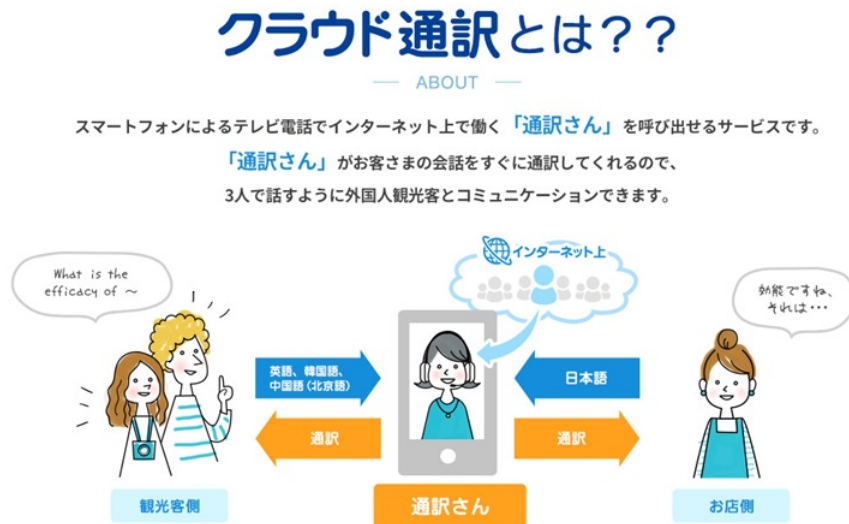 クラウド通訳とは？？
ABOUT
スマートフォンによるテレビ電話でインターネット上で働く「通訳さん」を呼び出せるサービスです。
「通訳さん」がお客さまの会話をすぐに通訳してくれるので、
3人で話すように外国人観光客とコミュニケーションできます。
インターネット上
What is the
efficacy of ～
効能ですね、
それは・・・
英語、韓国語、
中国語（北京語）
日本語
通訳
通訳
観光客側
通訳さん
お店側